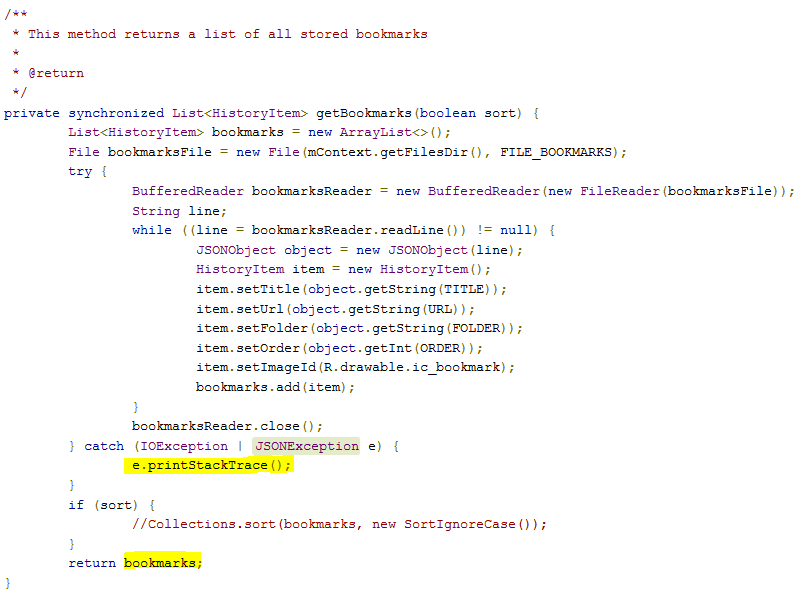 /**
 * This method returns a list of all stored bookmarks
 *
 * @return
 */
private synchronized List<HistoryItem> getBookmarks(boolean sort) {
        List<HistoryItem> bookmarks = new ArrayList<>();
        File bookmarksFile = new File(mContext.getFilesDir(), FILE_BOOKMARKS);
        try {
                BufferedReader bookmarksReader = new BufferedReader(new FileReader(bookmarksFile));
                String line;
                while ((line = bookmarksReader.readLine()) != null) {
                        JSONObject object = new JSONObject(line);
                        HistoryItem item = new HistoryItem();
                        item.setTitle(object.getString(TITLE));
                        item.setUrl(object.getString(URL));
                        item.setFolder(object.getString(FOLDER));
                        item.setOrder(object.getInt(ORDER));
                        item.setImageId(R.drawable.ic_bookmark);
                        bookmarks.add(item);
                }
                bookmarksReader.close();
        } catch (IOException | JSONException e) {
                e.printStackTrace();
        }
        if (sort) {
                //Collections.sort(bookmarks, new SortIgnoreCase());
        }
        return bookmarks;
}